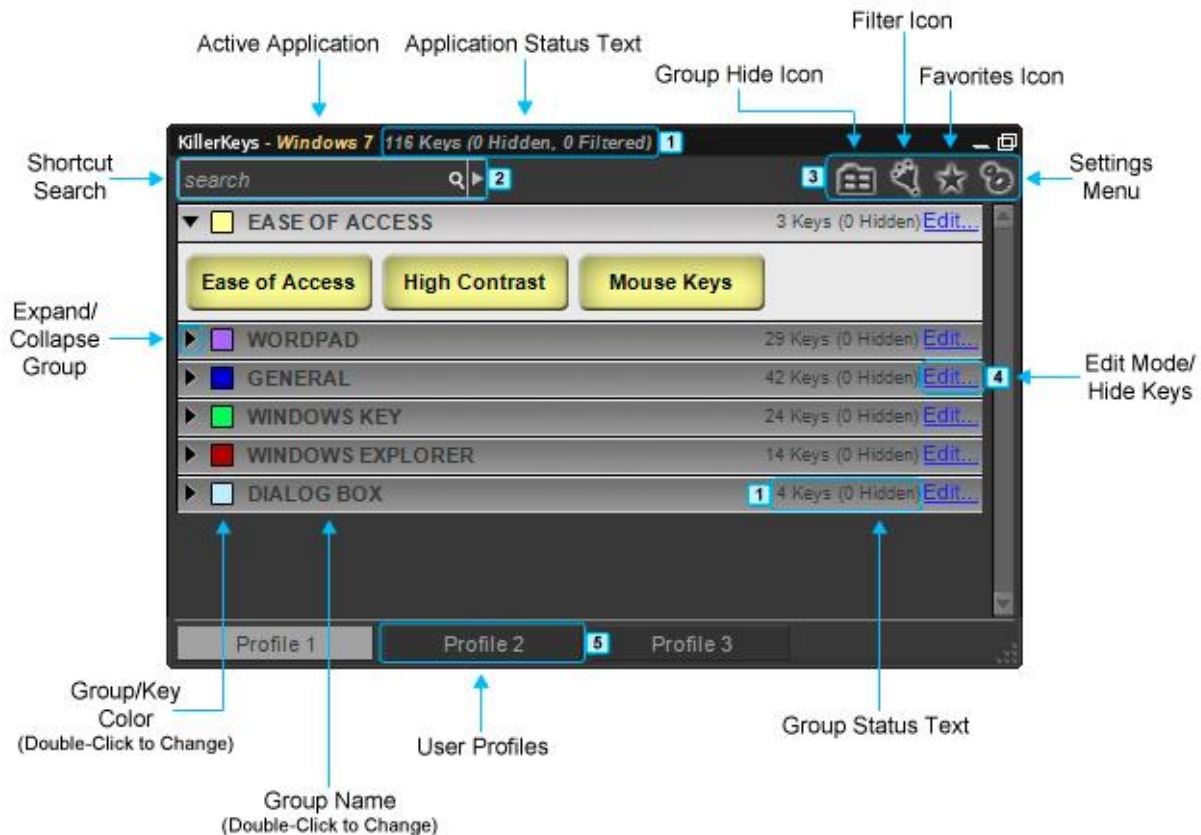 Filter Icon
Active Application
Application Status Text
Group Hide Icon
Favorites Icon
KillerKeys - Windows 7 116 Keys (0 Hidden, 0 Filtered) 1
Shortcut
Search
search 2
3
Settings
Menu
EASE OF ACCESS 3 Keys (0 Hidden) Edit...
Ease of Access High Contrast Mouse Keys
Expand/
Collapse
Group
WORDPAD 29 Keys (0 Hidden) Edit...
GENERAL 42 Keys (0 Hidden) Edit... 4
Edit Mode/
Hide Keys
WINDOWS KEY 24 Keys (0 Hidden) Edit...
WINDOWS EXPLORER 14 Keys (0 Hidden) Edit...
DIALOG BOX 1 4 Keys (0 Hidden) Edit...
Profile 1 Profile 2 5 Profile 3
Group/Key
Color
(Double-Click to Change)
User Profiles
Group Status Text
Group Name
(Double-Click to Change)